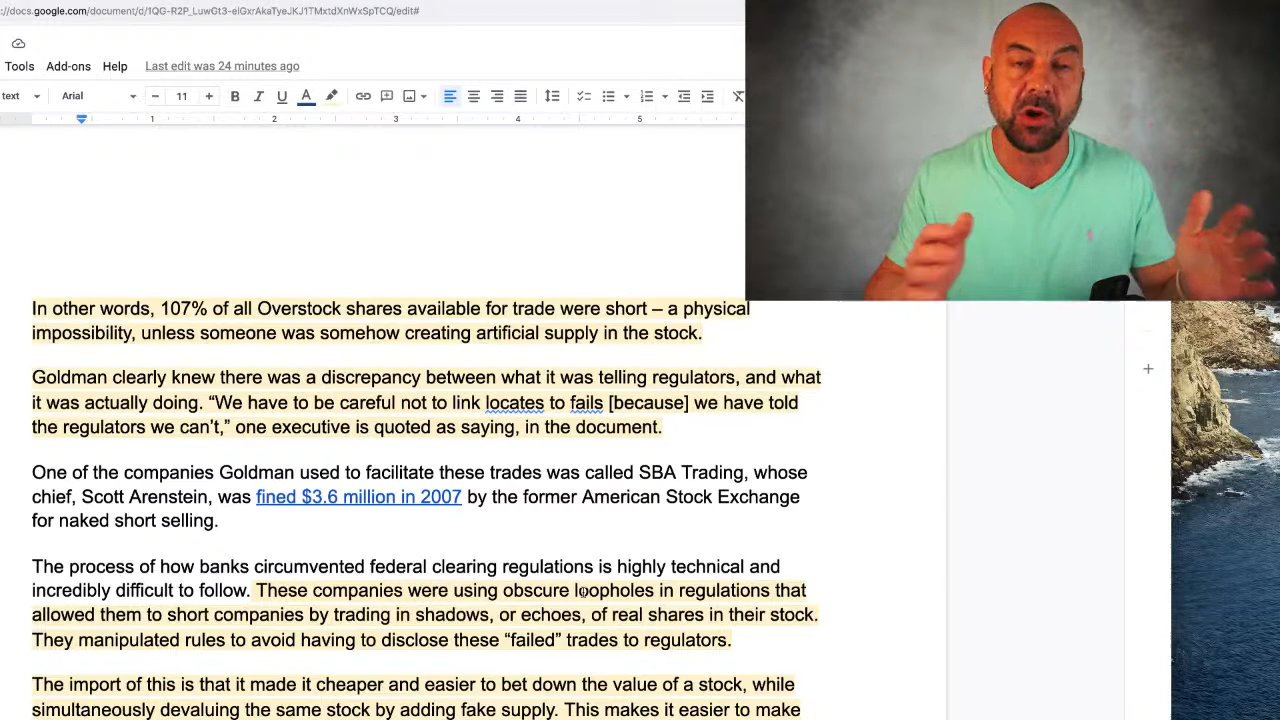 ://docs.google.com/document/d/1QG-R2P_LuwGt3-elGxrAkaTyeJKJ1TMxtdXnWxSpTCQ/edit#
Tools Add-ons Help Last edit was 24 minutes ago
text Arial 11
1 2 3 4 5
In other words, 107% of all Overstock shares available for trade were short – a physical
impossibility, unless someone was somehow creating artificial supply in the stock.
Goldman clearly knew there was a discrepancy between what it was telling regulators, and what
it was actually doing. “We have to be careful not to link locates to fails [because] we have told
the regulators we can’t,” one executive is quoted as saying, in the document.
One of the companies Goldman used to facilitate these trades was called SBA Trading, whose
chief, Scott Arenstein, was fined $3.6 million in 2007 by the former American Stock Exchange
for naked short selling.
The process of how banks circumvented federal clearing regulations is highly technical and
incredibly difficult to follow. These companies were using obscure loopholes in regulations that
allowed them to short companies by trading in shadows, or echoes, of real shares in their stock.
They manipulated rules to avoid having to disclose these “failed” trades to regulators.
The import of this is that it made it cheaper and easier to bet down the value of a stock, while
simultaneously devaluing the same stock by adding fake supply. This makes it easier to make